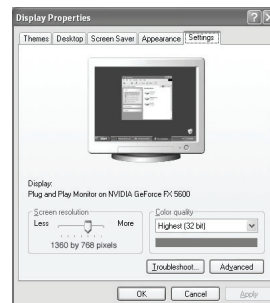 Display Properties
Themes Desktop Screen Saver Appearance Settings
Display:
Plug and Play Monitor on NVIDIA GeForce FX 5600
Screen resolution
Less More
1360 by 768 pixels
Color quality
Highest (32 bit)
Troubleshoot... Advanced
OK Cancel Apply